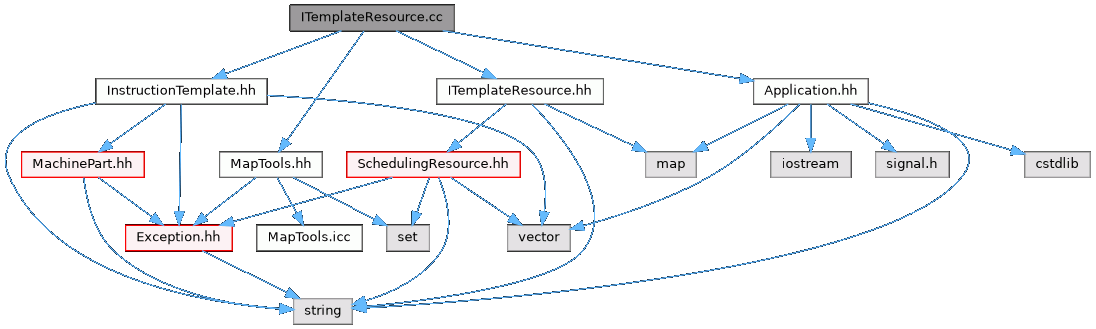 ITemplateResource.cc
InstructionTemplate.hh
ITemplateResource.hh
Application.hh
MachinePart.hh
MapTools.hh
SchedulingResource.hh
map
iostream
signal.h
cstdlib
Exception.hh
MapTools.icc
set
vector
string